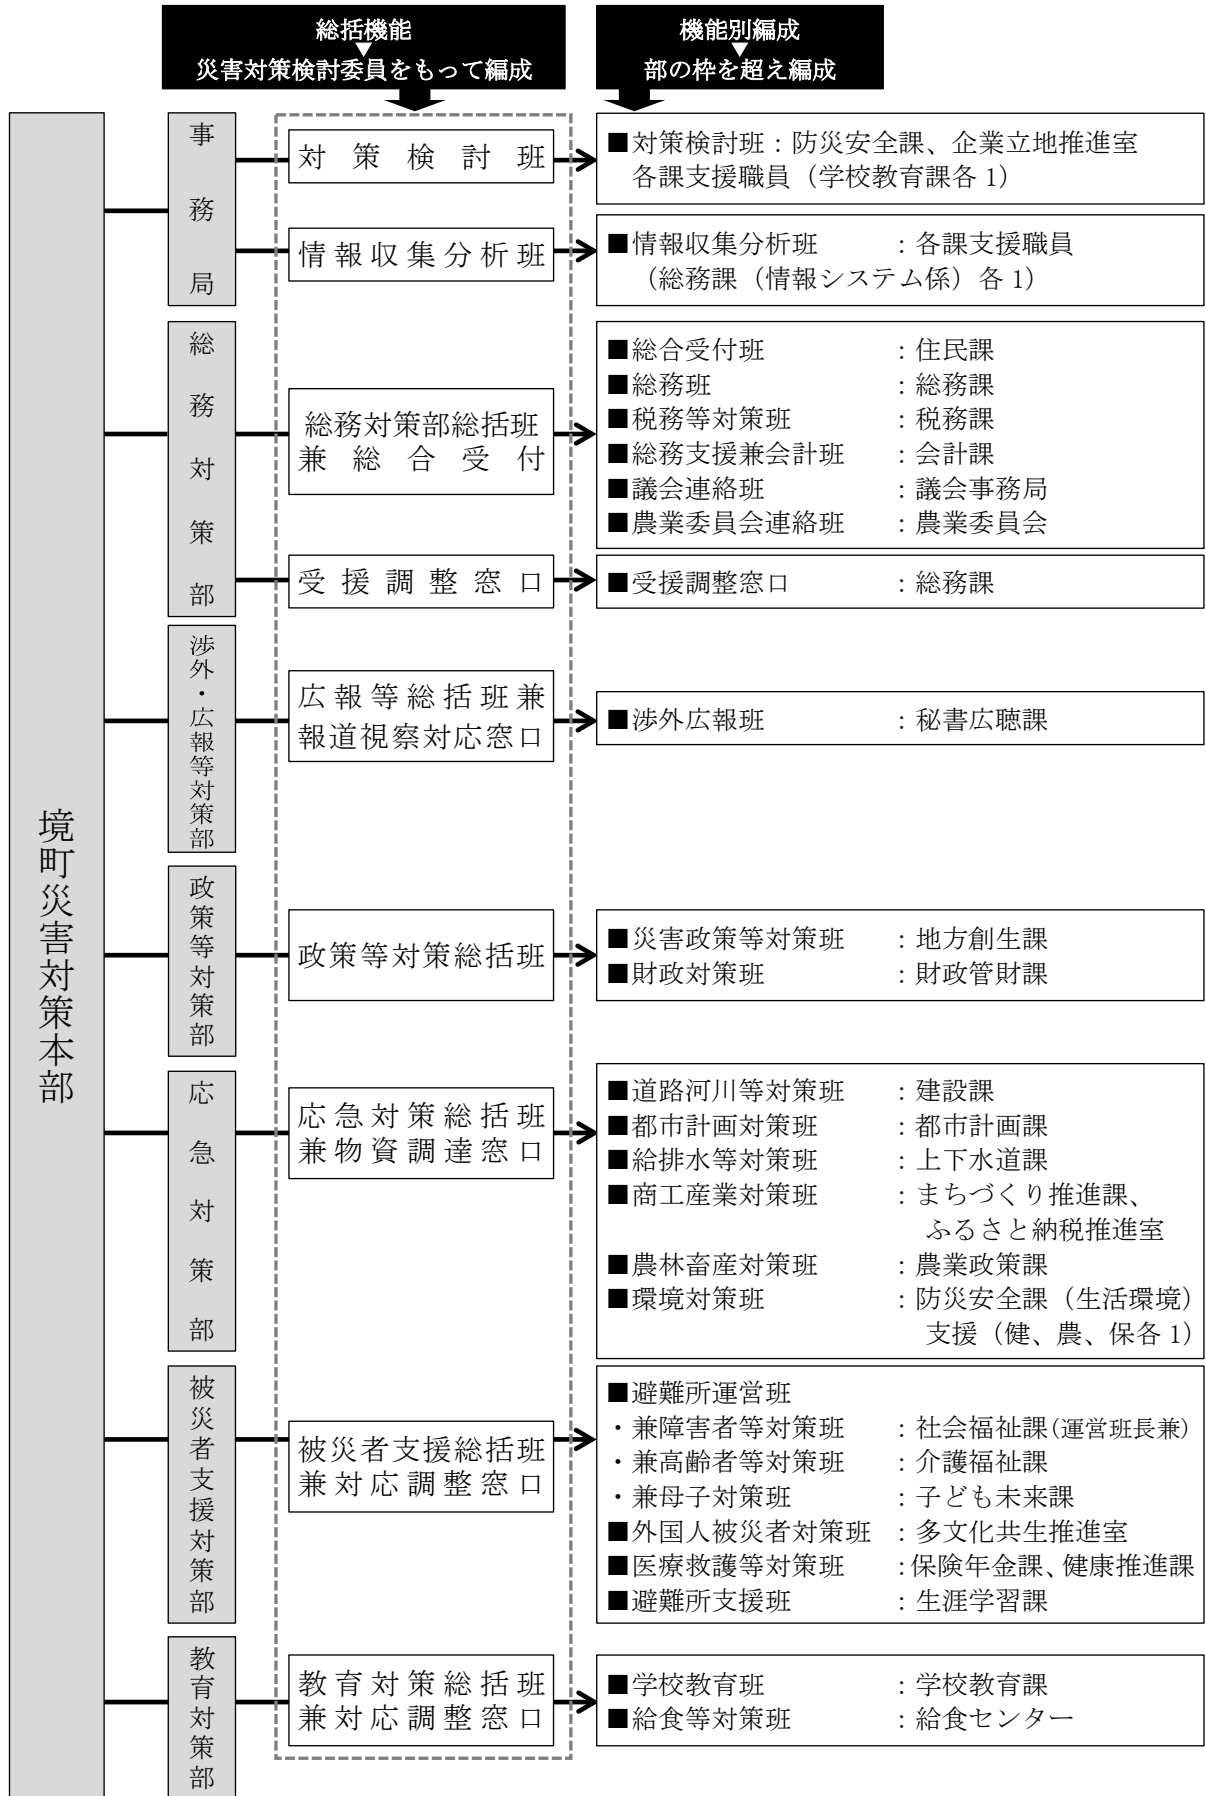 総括機能
▼
災害対策検討委員をもって編成
機能別編成
▼
部の枠を超え編成
境町災害対策本部
事務局
対策検討班
■対策検討班：防災安全課、企業立地推進室
各課支援職員（学校教育課各1）
情報収集分析班
■情報収集分析班　：各課支援職員
（総務課（情報システム係）各1）
総務対策部
総務対策部総括班
兼総合受付
■総合受付班　：住民課
■総務班　：総務課
■税務等対策班　：税務課
■総務支援兼会計班　：会計課
■議会連絡班　：議会事務局
■農業委員会連絡班　：農業委員会
受援調整窓口
■受援調整窓口　：総務課
渉外・広報等対策部
広報等総括班兼
報道視察対応窓口
■渉外広報班　：秘書広聴課
政策等対策部
政策等対策総括班
■災害政策等対策班　：地方創生課
■財政対策班　：財政管財課
応急対策部
応急対策総括班
兼物資調達窓口
■道路河川等対策班　：建設課
■都市計画対策班　：都市計画課
■給排水等対策班　：上下水道課
■商工産業対策班　：まちづくり推進課、
ふるさと納税推進室
■農林畜産対策班　：農業政策課
■環境対策班　：防災安全課（生活環境）
支援（健、農、保各1）
被災者支援対策部
被災者支援総括班
兼対応調整窓口
■避難所運営班
・兼障害者等対策班　：社会福祉課(運営班長兼)
・兼高齢者等対策班　：介護福祉課
・兼母子対策班　：子ども未来課
■外国人被災者対策班　：多文化共生推進室
■医療救護等対策班　：保険年金課、健康推進課
■避難所支援班　：生涯学習課
教育対策部
教育対策総括班
兼対応調整窓口
■学校教育班　：学校教育課
■給食等対策班　：給食センター